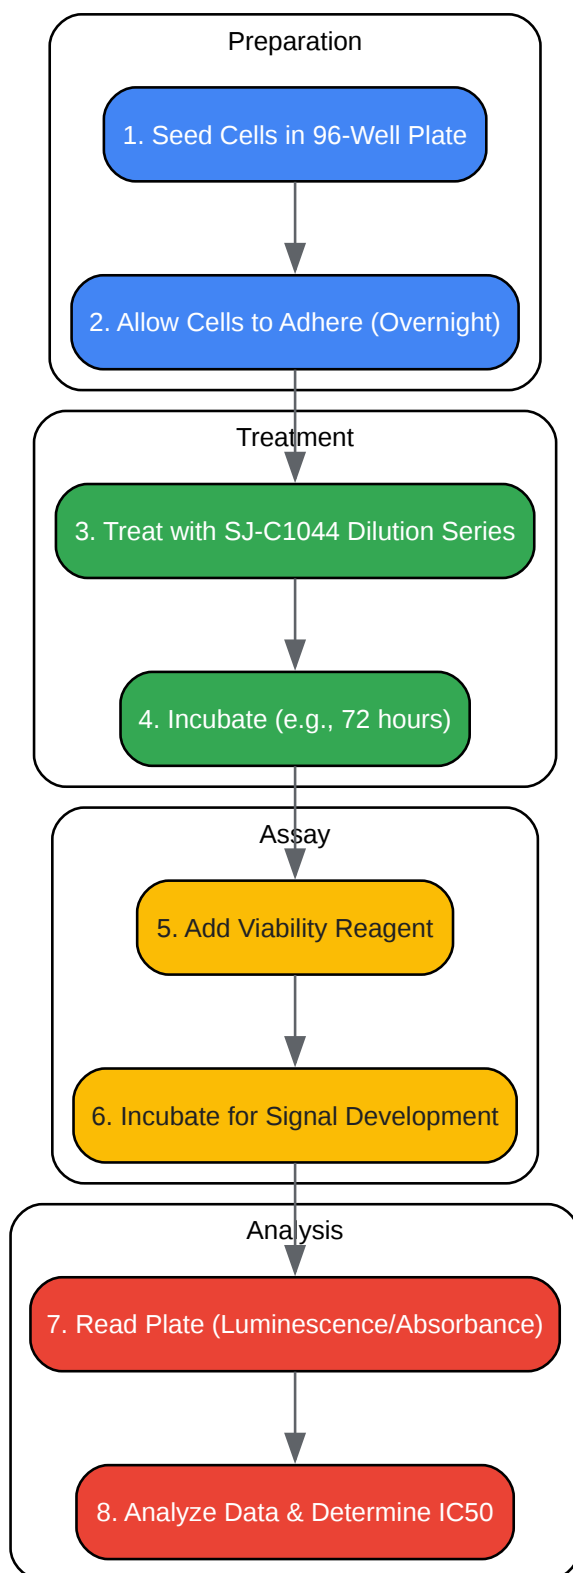 Preparation
1. Seed Cells in 96-Well Plate
2. Allow Cells to Adhere (Overnight)
Treatment
3. Treat with SJ-C1044 Dilution Series
4. Incubate (e.g., 72 hours)
Assay
5. Add Viability Reagent
6. Incubate for Signal Development
Analysis
7. Read Plate (Luminescence/Absorbance)
8. Analyze Data & Determine IC50